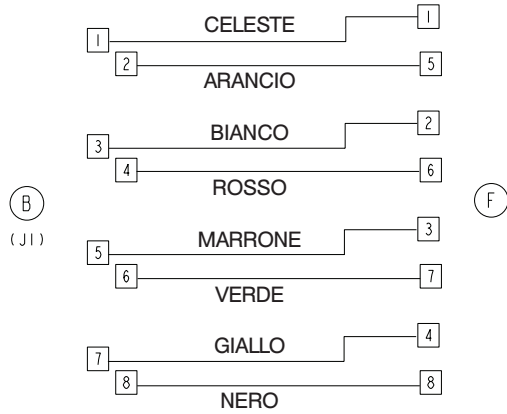 CELESTE 1
1
2 5
ARANCIO
BIANCO 2
3
4 6
ROSSO
B F
(J1)
MARRONE 3
5
6 7
VERDE
GIALLO 4
7
8 8
NERO